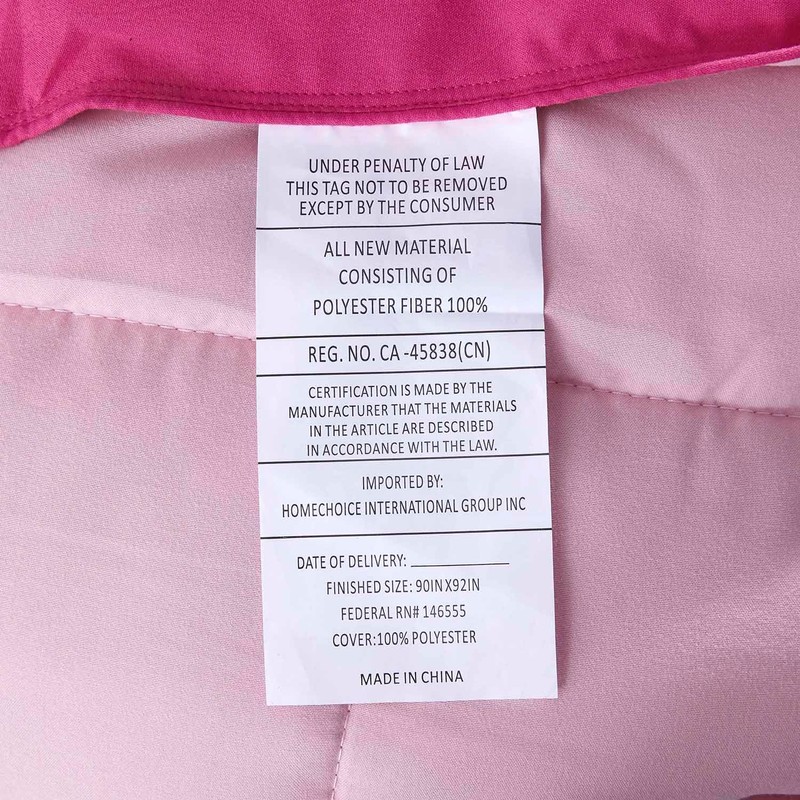 UNDER PENALTY OF LAW
THIS TAG NOT TO BE REMOVED
EXCEPT BY THE CONSUMER
ALL NEW MATERIAL
CONSISTING OF
POLYESTER FIBER 100%
REG. NO. CA -45838(CN)
CERTIFICATION IS MADE BY THE
MANUFACTURER THAT THE MATERIALS
IN THE ARTICLE ARE DESCRIBED
IN ACCORDANCE WITH THE LAW.
IMPORTED BY:
HOMECHOICE INTERNATIONAL GROUP INC
DATE OF DELIVERY: ___________
FINISHED SIZE: 90IN X92IN
FEDERAL RN# 146555
COVER:100% POLYESTER
MADE IN CHINA